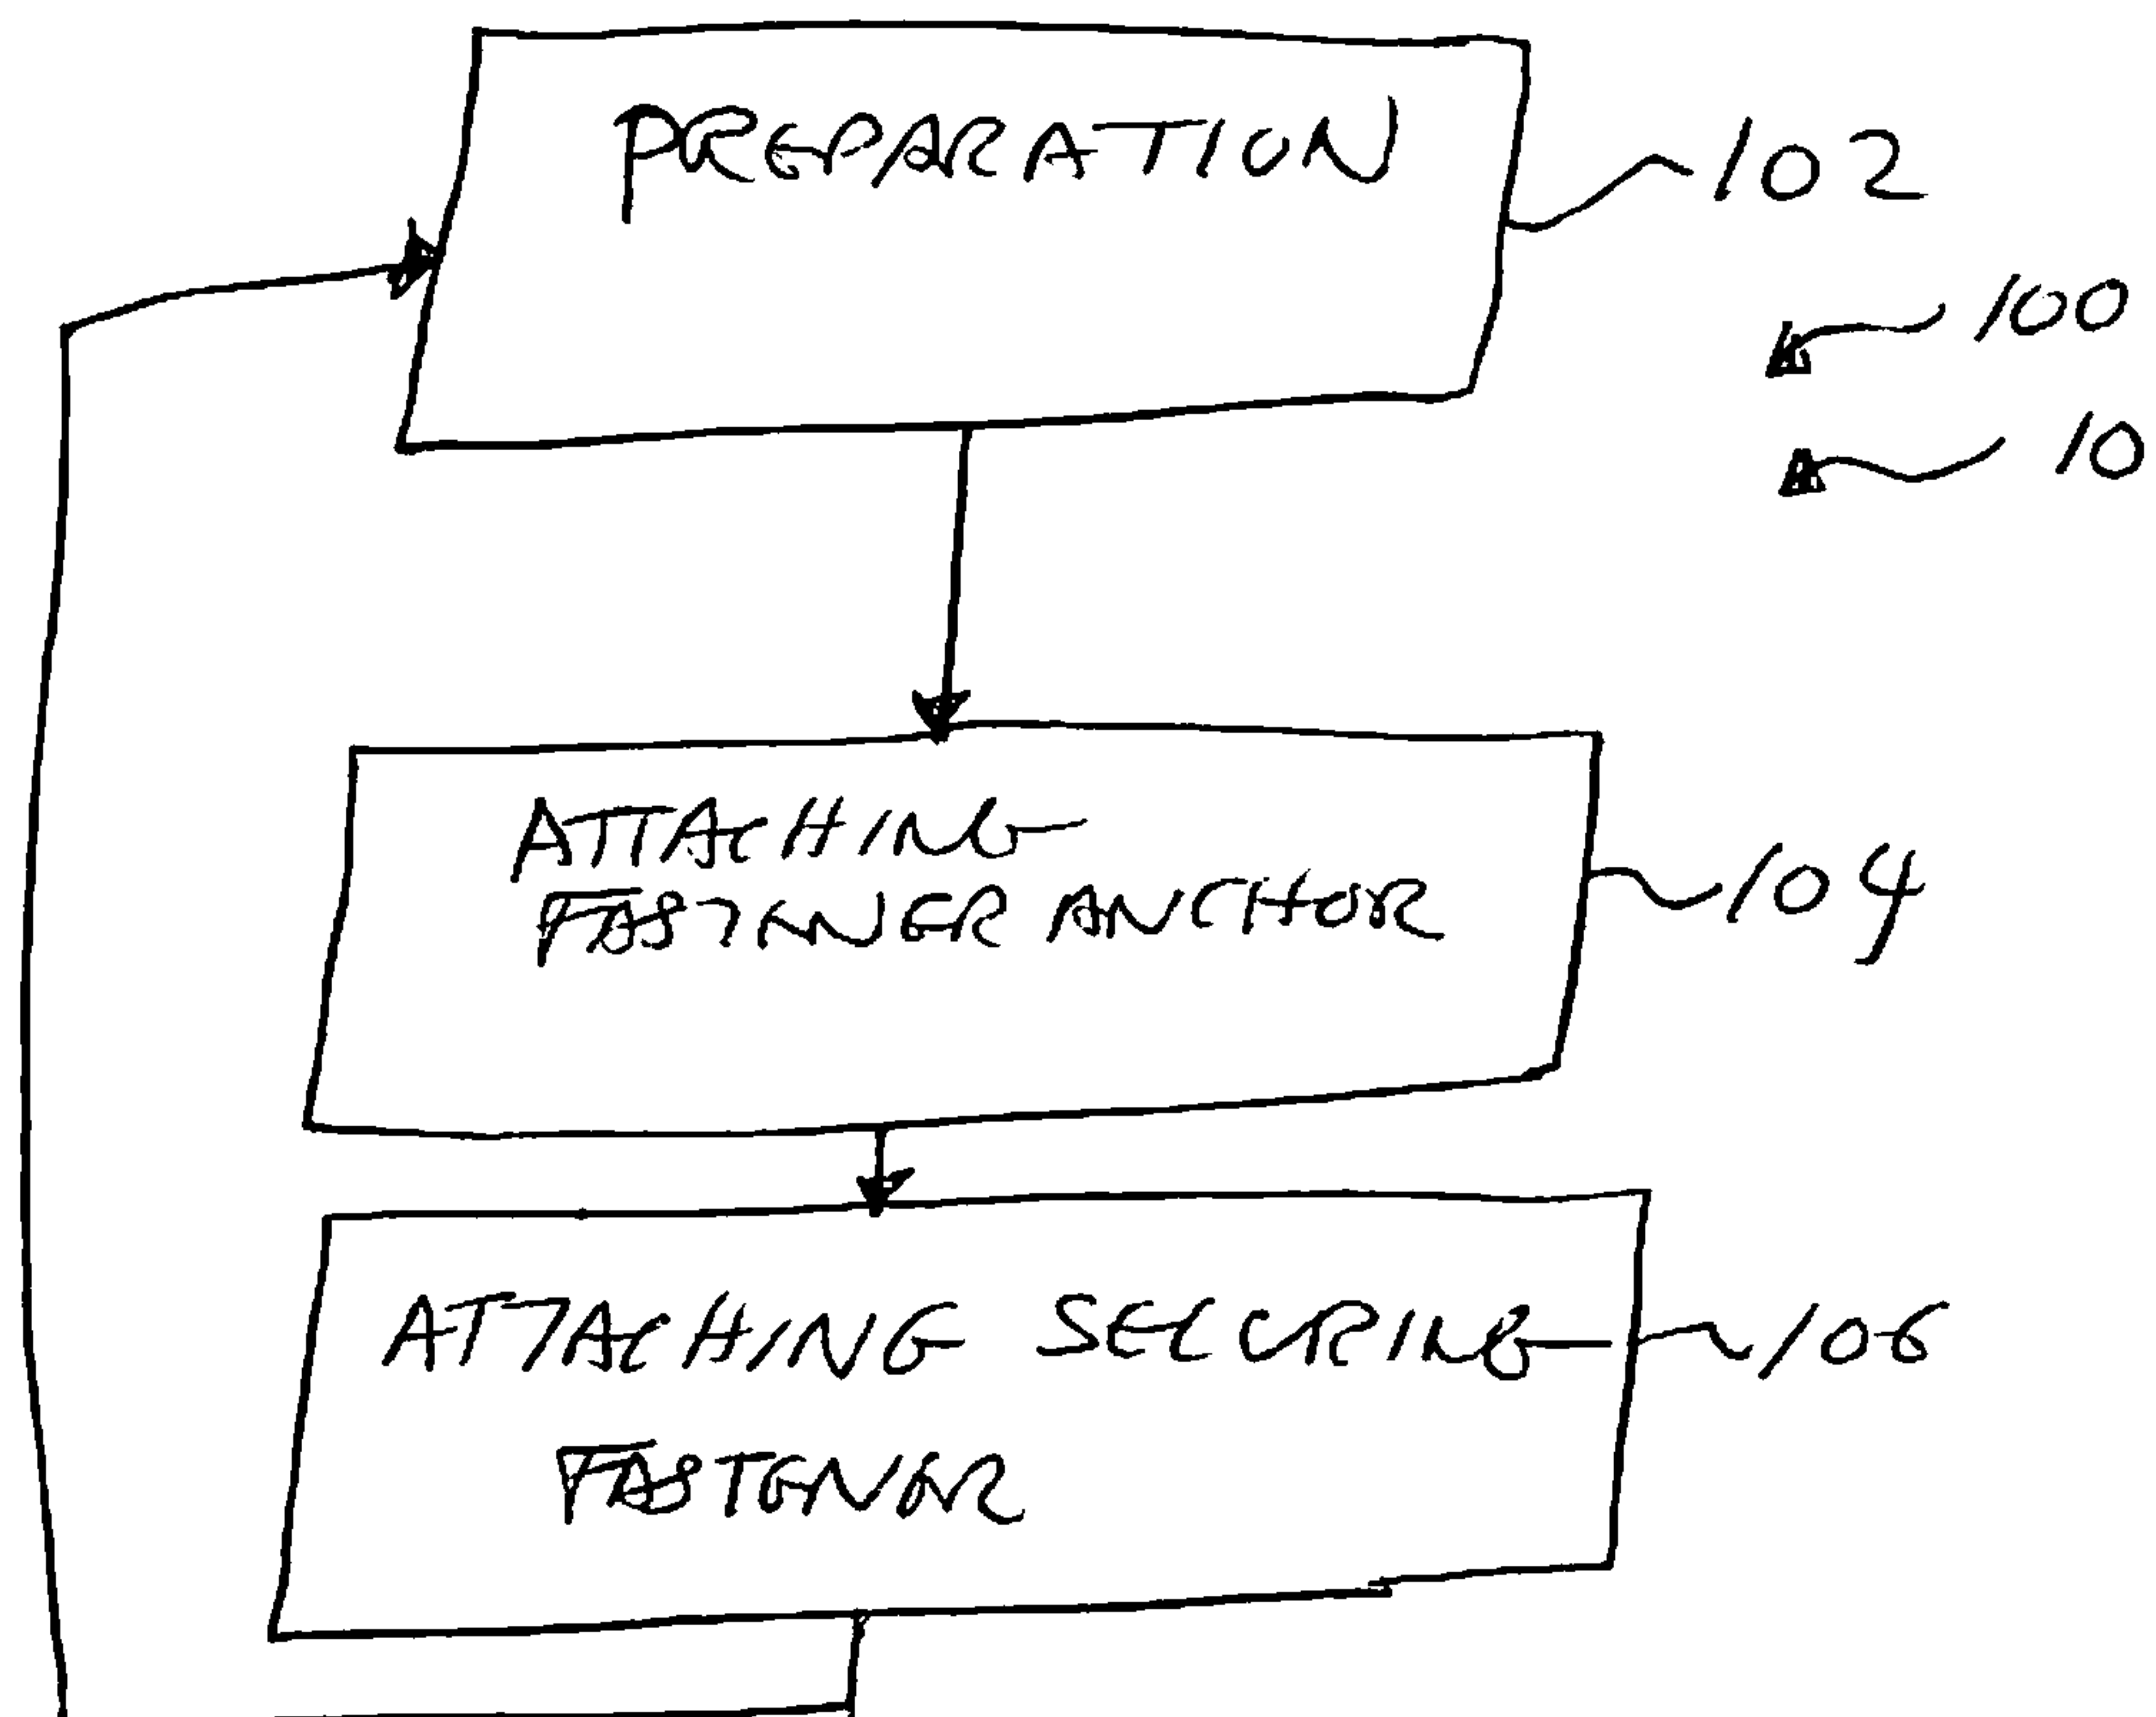 PREPARATION
102
100
10
ATTACHING
FASTENER ANCHOR
104
ATTACHING SECURING
106
FASTENER